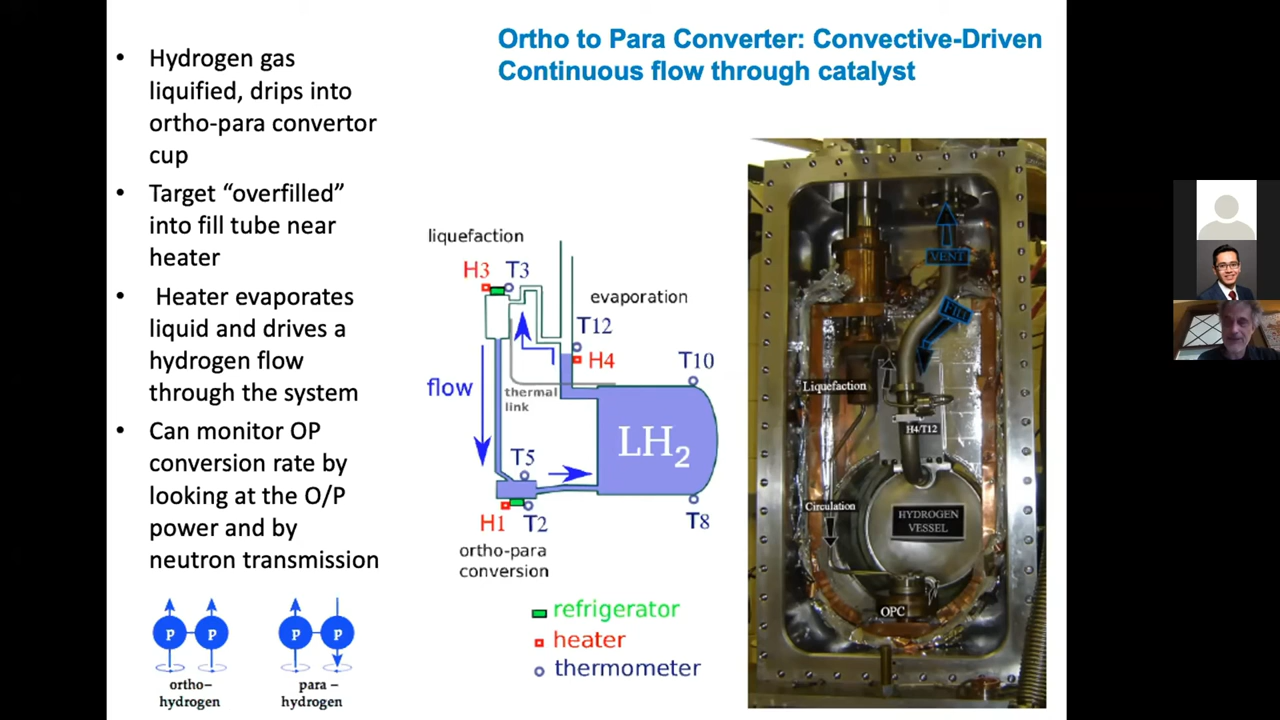 Ortho to Para Converter: Convective-Driven
Continuous flow through catalyst
• Hydrogen gas
liquified, drips into
ortho-para convertor
cup
• Target “overfilled”
into fill tube near
heater
• Heater evaporates
liquid and drives a
hydrogen flow
through the system
• Can monitor OP
conversion rate by
looking at the O/P
power and by
neutron transmission
p p
ortho–
hydrogen
p p
para –
hydrogen
liquefaction
H3 T3
evaporation
T12
H4
T10
flow
thermal
link
LH2
T5
H1 T2
T8
ortho-para
conversion
refrigerator
heater
thermometer
VENT
FILL
Liquefaction
H4/T12
Circulation
HYDROGEN
VESSEL
OPC